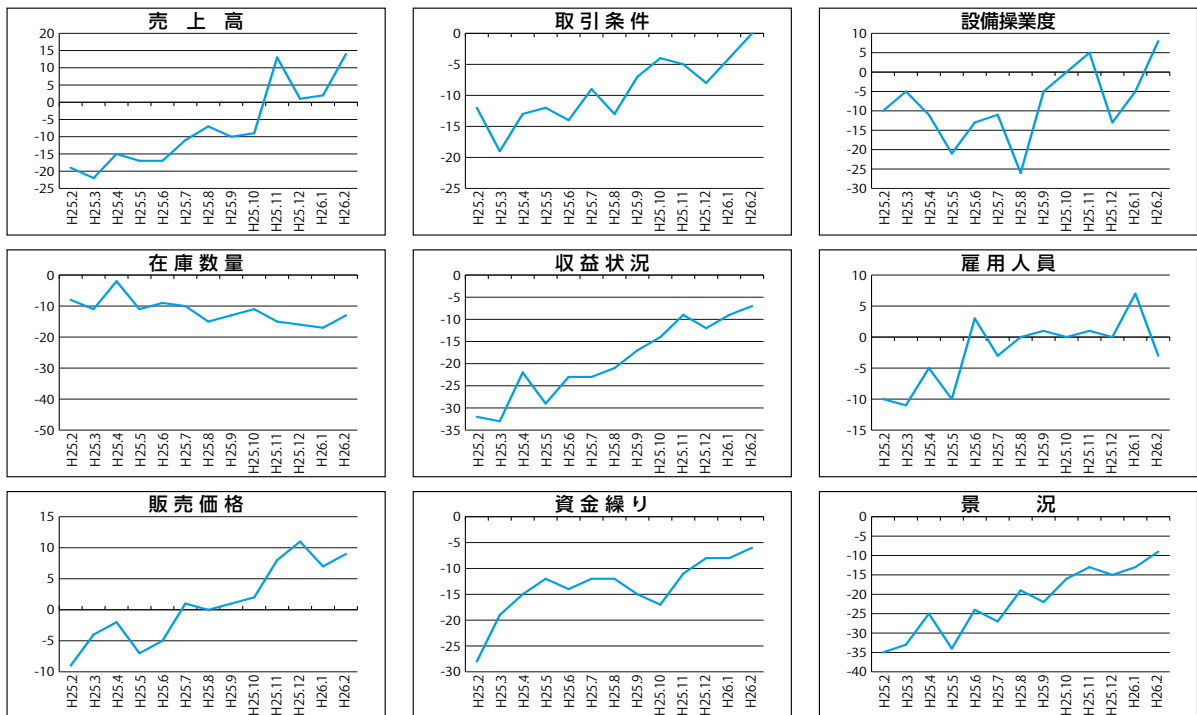 売上高
20
15
10
5
0
-5
-10
-15
-20
-25
H25.2
H25.3
H25.4
H25.5
H25.6
H25.7
H25.8
H25.9
H25.10
H25.11
H25.12
H26.1
H26.2
取引条件
0
-5
-10
-15
-20
-25
H25.2
H25.3
H25.4
H25.5
H25.6
H25.7
H25.8
H25.9
H25.10
H25.11
H25.12
H26.1
H26.2
設備操業度
10
5
0
-5
-10
-15
-20
-25
-30
H25.2
H25.3
H25.4
H25.5
H25.6
H25.7
H25.8
H25.9
H25.10
H25.11
H25.12
H26.1
H26.2
在庫数量
0
-10
-20
-30
-40
-50
H25.2
H25.3
H25.4
H25.5
H25.6
H25.7
H25.8
H25.9
H25.10
H25.11
H25.12
H26.1
H26.2
収益状況
0
-5
-10
-15
-20
-25
-30
-35
H25.2
H25.3
H25.4
H25.5
H25.6
H25.7
H25.8
H25.9
H25.10
H25.11
H25.12
H26.1
H26.2
雇用人員
10
5
0
-5
-10
-15
H25.2
H25.3
H25.4
H25.5
H25.6
H25.7
H25.8
H25.9
H25.10
H25.11
H25.12
H26.1
H26.2
販売価格
15
10
5
0
-5
-10
H25.2
H25.3
H25.4
H25.5
H25.6
H25.7
H25.8
H25.9
H25.10
H25.11
H25.12
H26.1
H26.2
資金繰り
0
-5
-10
-15
-20
-25
-30
H25.2
H25.3
H25.4
H25.5
H25.6
H25.7
H25.8
H25.9
H25.10
H25.11
H25.12
H26.1
H26.2
景況
0
-5
-10
-15
-20
-25
-30
-35
-40
H25.2
H25.3
H25.4
H25.5
H25.6
H25.7
H25.8
H25.9
H25.10
H25.11
H25.12
H26.1
H26.2